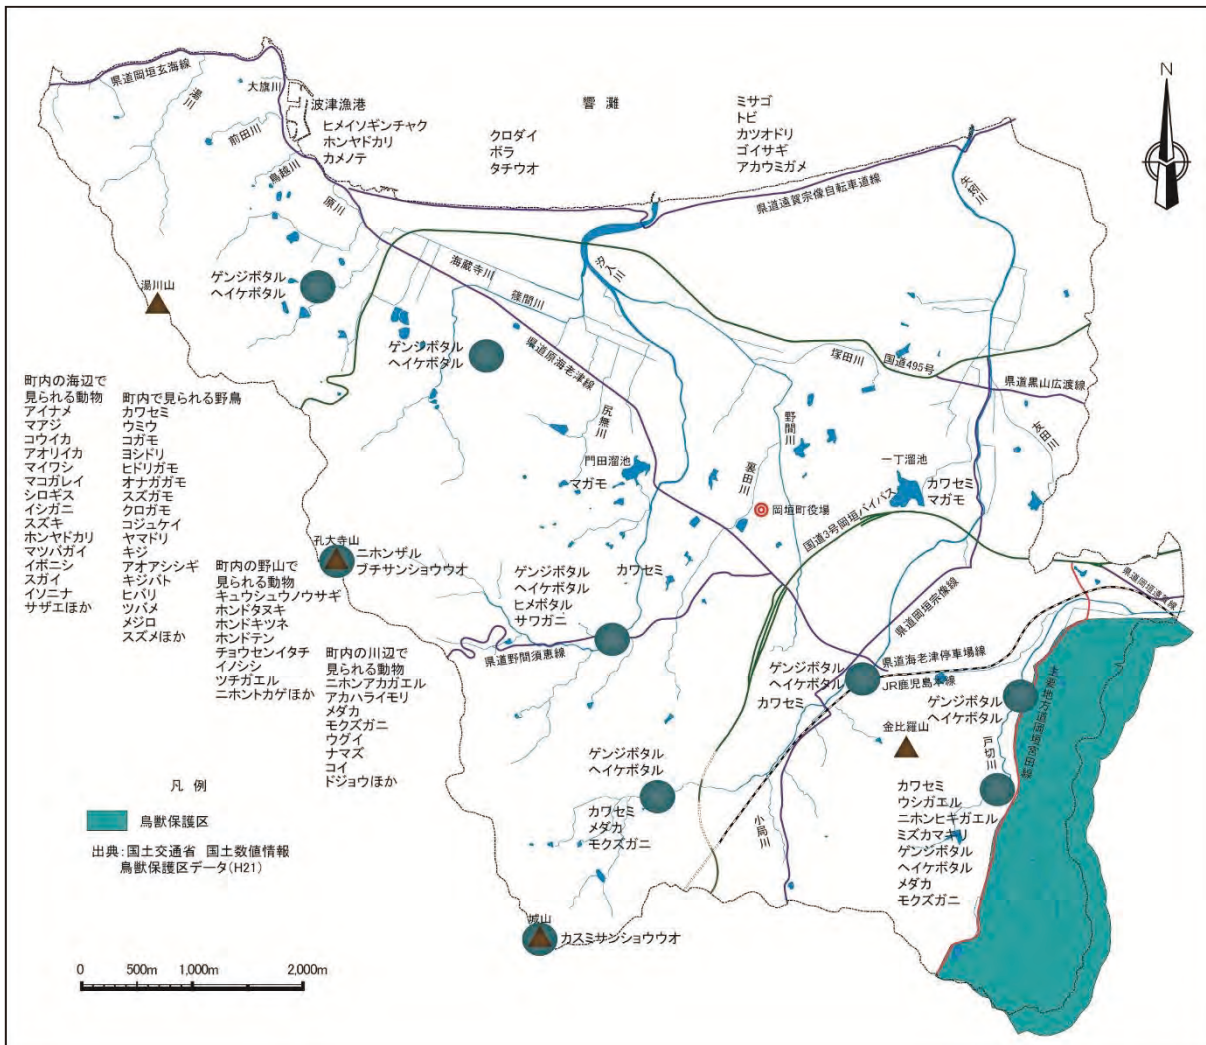 N
県道岡垣玄海線
大旗川
湯川
前田川
鳥越川
原川
波津漁港
ヒメイソギンチャク
ホンヤドカリ
カメノテ
響灘
クロダイ
ボラ
タチウオ
ミサゴ
トビ
カツオドリ
ゴイサギ
アカウミガメ
県道遠賀宗像自転車道線
矢矧川
汐入川
海蔵寺川
篠間川
湯川山
ゲンジボタル
ヘイケボタル
ゲンジボタル
ヘイケボタル
県道原海老津線
塚田川
国道495号
県道黒山広渡線
友田川
野間川
尻無川
裏田川
門田溜池
マガモ
一丁溜池
カワセミ
マガモ
岡垣町役場
国道3号岡垣バイパス
町内の海辺で
見られる動物
アイナメ
マアジ
コウイカ
アオリイカ
マイワシ
マコガレイ
シロギス
イシガニ
スズキ
ホンヤドカリ
マツバガイ
イボニシ
スガイ
イソニナ
サザエほか
町内で見られる野鳥
カワセミ
ウミウ
コガモ
ヨシドリ
ヒドリガモ
オナガガモ
スズガモ
クロガモ
コジュケイ
ヤマドリ
キジ
アオアシシギ
キジバト
ヒバリ
ツバメ
メジロ
スズメほか
孔大寺山
ニホンザル
ブチサンショウウオ
町内の野山で
見られる動物
キュウシュウノウサギ
ホンドタヌキ
ホンドキツネ
ホンドテン
チョウセンイタチ
イノシシ
ツチガエル
ニホントカゲほか
町内の川辺で
見られる動物
ニホンアカガエル
アカハライモリ
メダカ
モクズガニ
ウグイ
ナマズ
コイ
ドジョウほか
ゲンジボタル
ヘイケボタル
ヒメボタル
サワガニ
カワセミ
県道野間須恵線
県道岡垣宗像線
県道岡垣遠賀線
県道海老津停車場線
JR鹿児島本線
ゲンジボタル
ヘイケボタル
カワセミ
金比羅山
ゲンジボタル
ヘイケボタル
主要地方道岡垣宮田線
戸切川
カワセミ
ウシガエル
ニホンヒキガエル
ミズカマキリ
ゲンジボタル
ヘイケボタル
メダカ
モクズガニ
ゲンジボタル
ヘイケボタル
カワセミ
メダカ
モクズガニ
小局川
城山
カスミサンショウウオ
凡例
鳥獣保護区
出典:国土交通省 国土数値情報
鳥獣保護区データ(H21)
0 500m 1,000m 2,000m